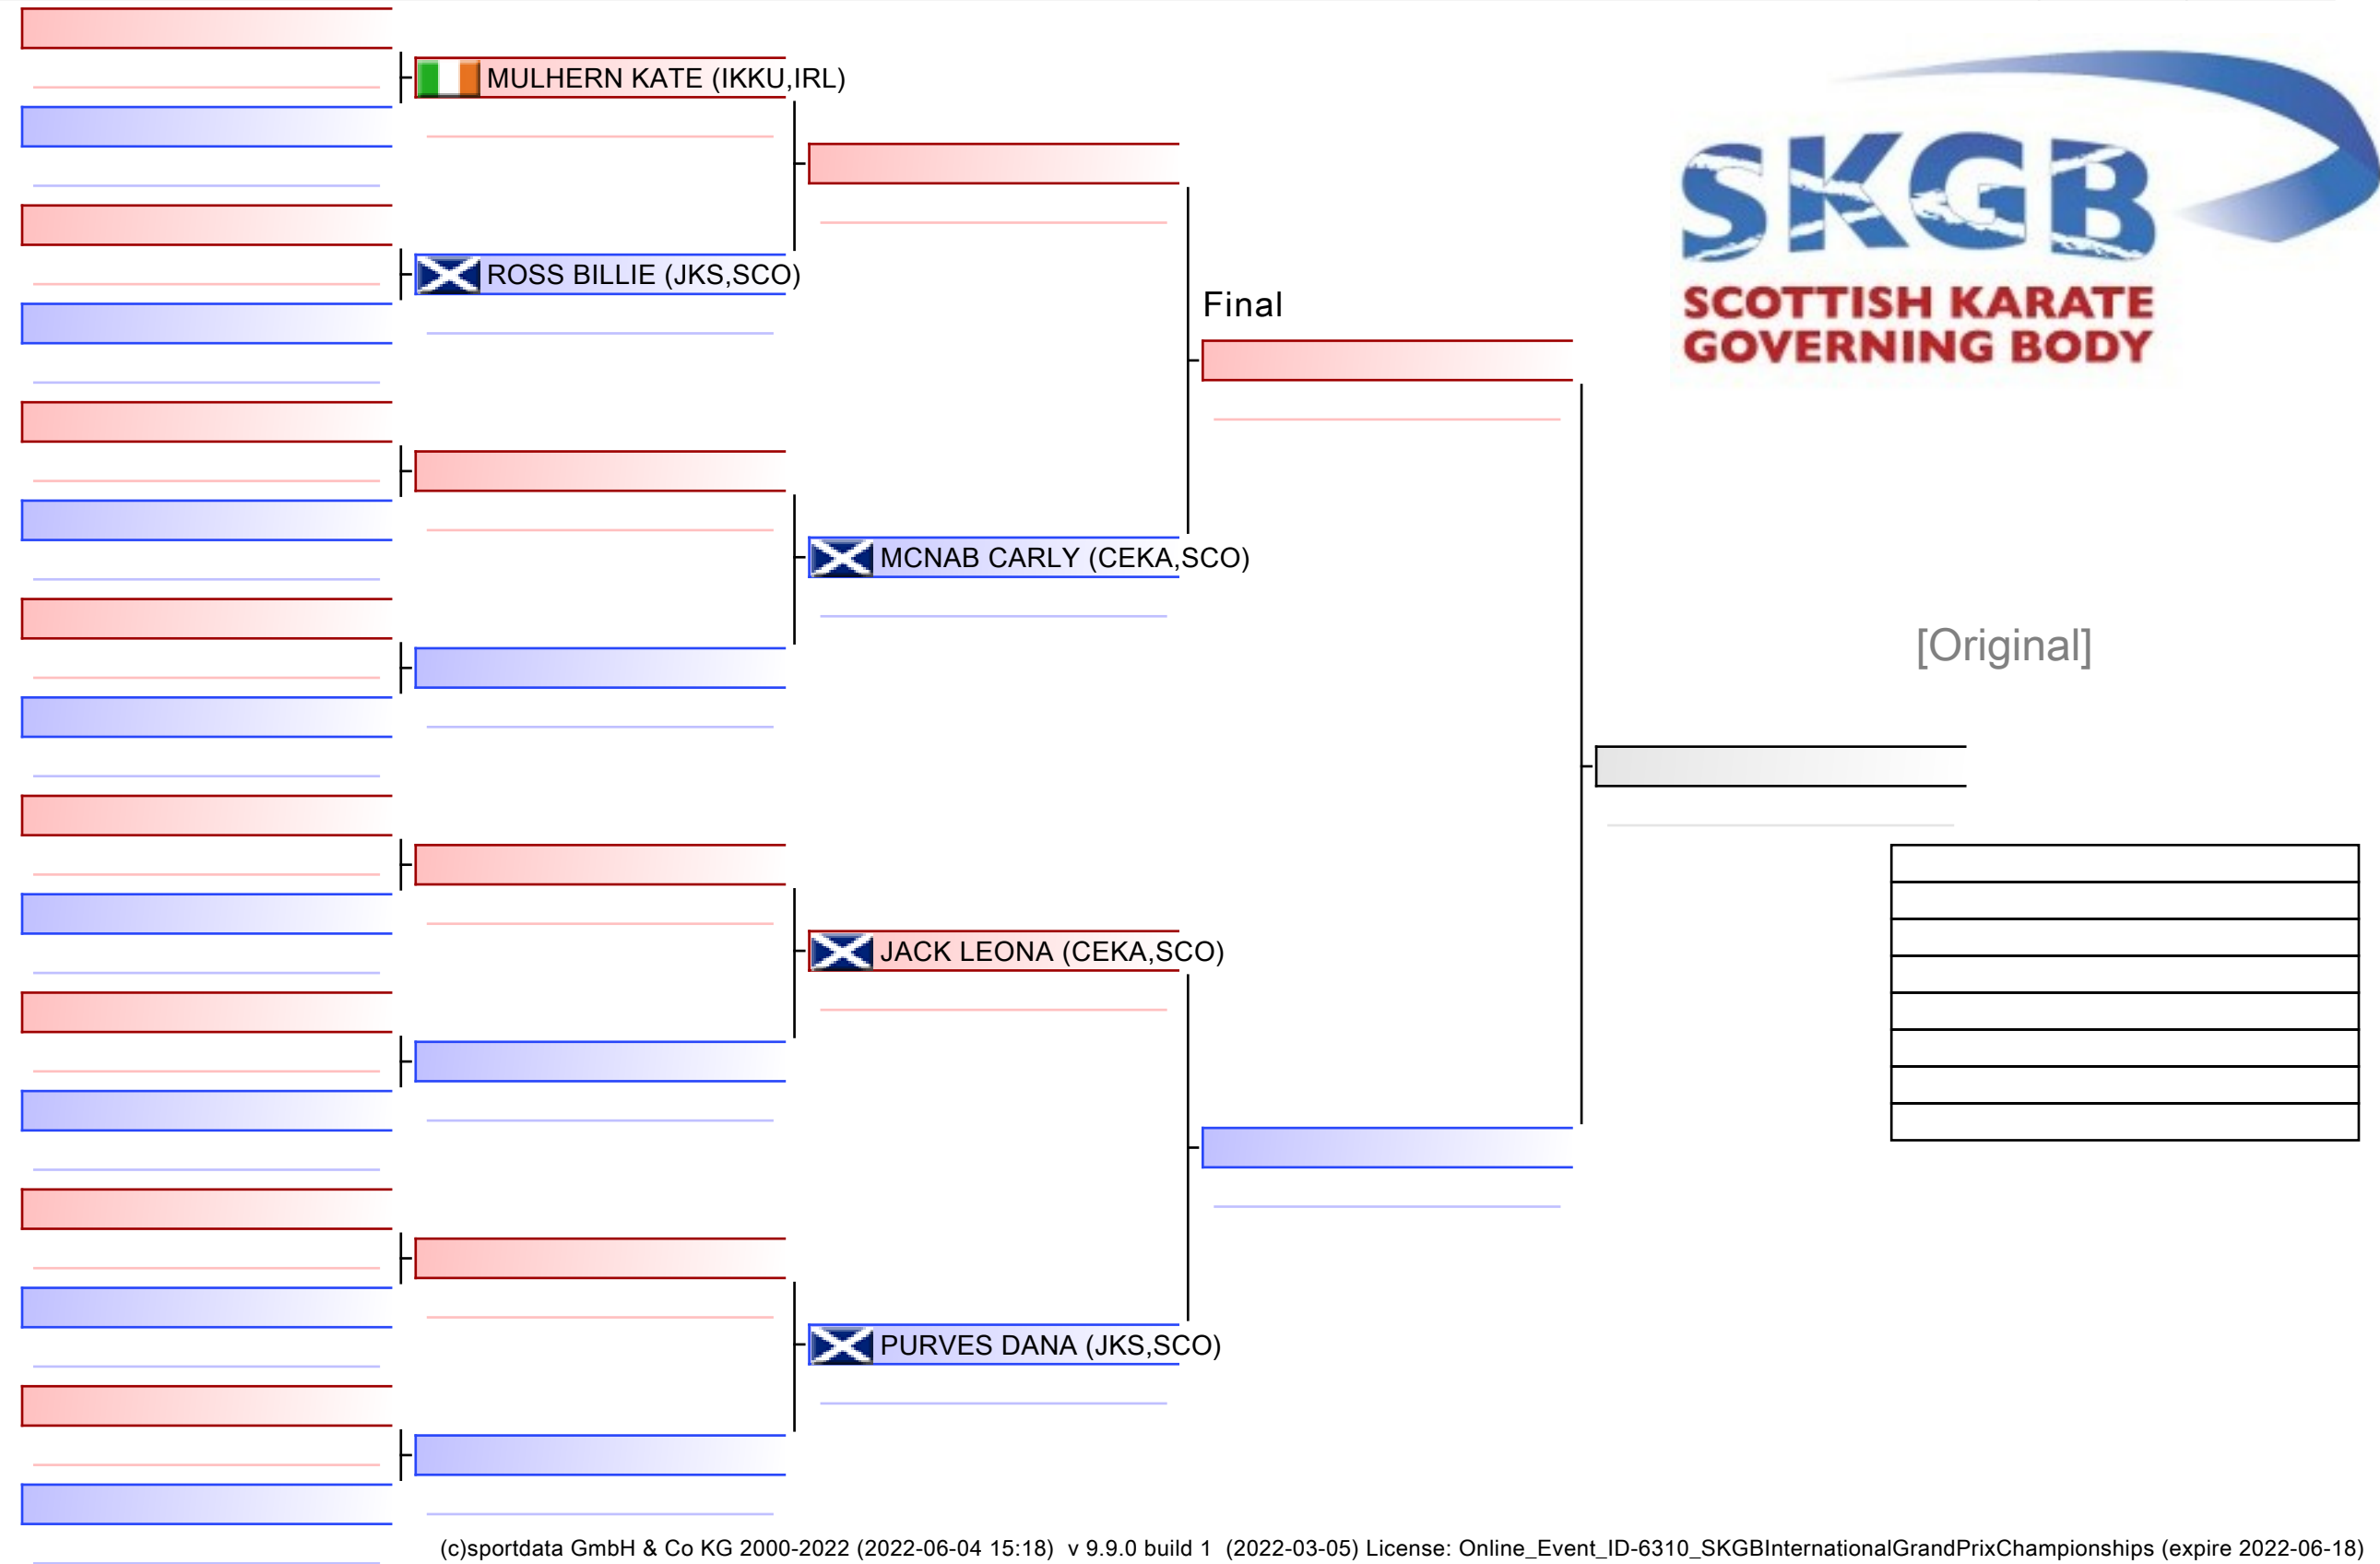 MULHERN KATE (IKKU,IRL)
ROSS BILLIE (JKS,SCO)
Final
MCNAB CARLY (CEKA,SCO)
JACK LEONA (CEKA,SCO)
PURVES DANA (JKS,SCO)
SKGB
SCOTTISH KARATE
GOVERNING BODY
[Original]
(c)sportdata GmbH & Co KG 2000-2022 (2022-06-04 15:18) v 9.9.0 build 1 (2022-03-05) License: Online_Event_ID-6310_SKGBInternationalGrandPrixChampionships (expire 2022-06-18)